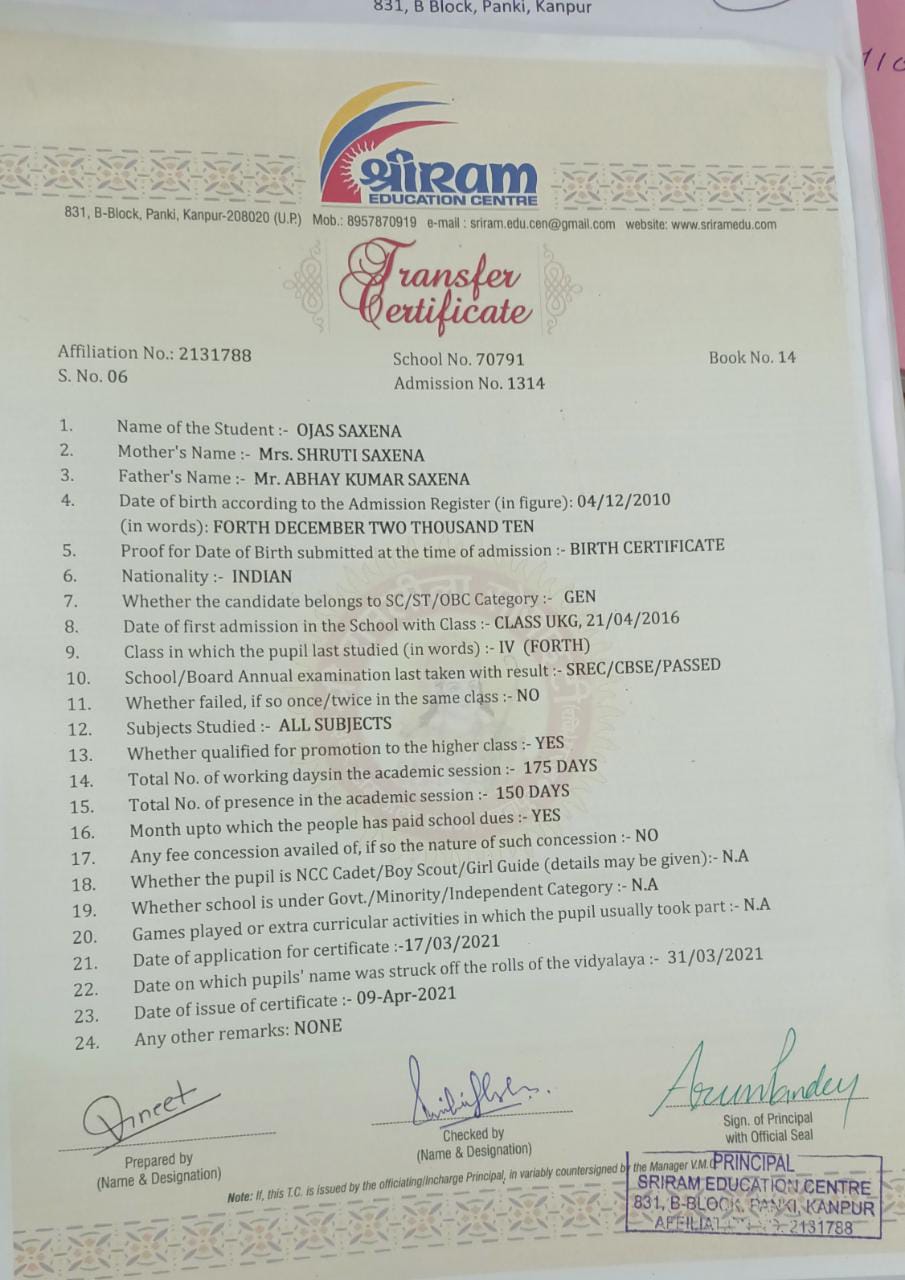 831, B Block, Panki, Kanpur
श्रीRam
EDUCATION CENTRE
831, B-Block, Panki, Kanpur-208020 (U.P.) Mob.: 8957870919 e-mail : sriram.edu.cen@gmail.com website: www.sriramedu.com
Transfer
Certificate
Affiliation No.: 2131788 School No. 70791 Book No. 14
S. No. 06 Admission No. 1314
1. Name of the Student :- OJAS SAXENA
2. Mother's Name :- Mrs. SHRUTI SAXENA
3. Father's Name :- Mr. ABHAY KUMAR SAXENA
4. Date of birth according to the Admission Register (in figure): 04/12/2010
(in words): FORTH DECEMBER TWO THOUSAND TEN
5. Proof for Date of Birth submitted at the time of admission :- BIRTH CERTIFICATE
6. Nationality :- INDIAN
7. Whether the candidate belongs to SC/ST/OBC Category :- GEN
8. Date of first admission in the School with Class :- CLASS UKG, 21/04/2016
9. Class in which the pupil last studied (in words) :- IV (FORTH)
10. School/Board Annual examination last taken with result :- SREC/CBSE/PASSED
11. Whether failed, if so once/twice in the same class :- NO
12. Subjects Studied :- ALL SUBJECTS
13. Whether qualified for promotion to the higher class :- YES
14. Total No. of working daysin the academic session :- 175 DAYS
15. Total No. of presence in the academic session :- 150 DAYS
16. Month upto which the people has paid school dues :- YES
17. Any fee concession availed of, if so the nature of such concession :- NO
18. Whether the pupil is NCC Cadet/Boy Scout/Girl Guide (details may be given):- N.A
19. Whether school is under Govt./Minority/Independent Category :- N.A
20. Games played or extra curricular activities in which the pupil usually took part :- N.A
21. Date of application for certificate :-17/03/2021
22. Date on which pupils' name was struck off the rolls of the vidyalaya :- 31/03/2021
23. Date of issue of certificate :- 09-Apr-2021
24. Any other remarks: NONE
Vineet
ArunPandey
Prepared by
(Name & Designation)
Checked by
(Name & Designation)
Sign. of Principal
with Official Seal
Note: If, this T.C. is issued by the officiating/Incharge Principal, in variably countersigned by the Manager V.M.C
PRINCIPAL
SRIRAM EDUCATION CENTRE
831, B-BLOCK, PANKI, KANPUR
2131788